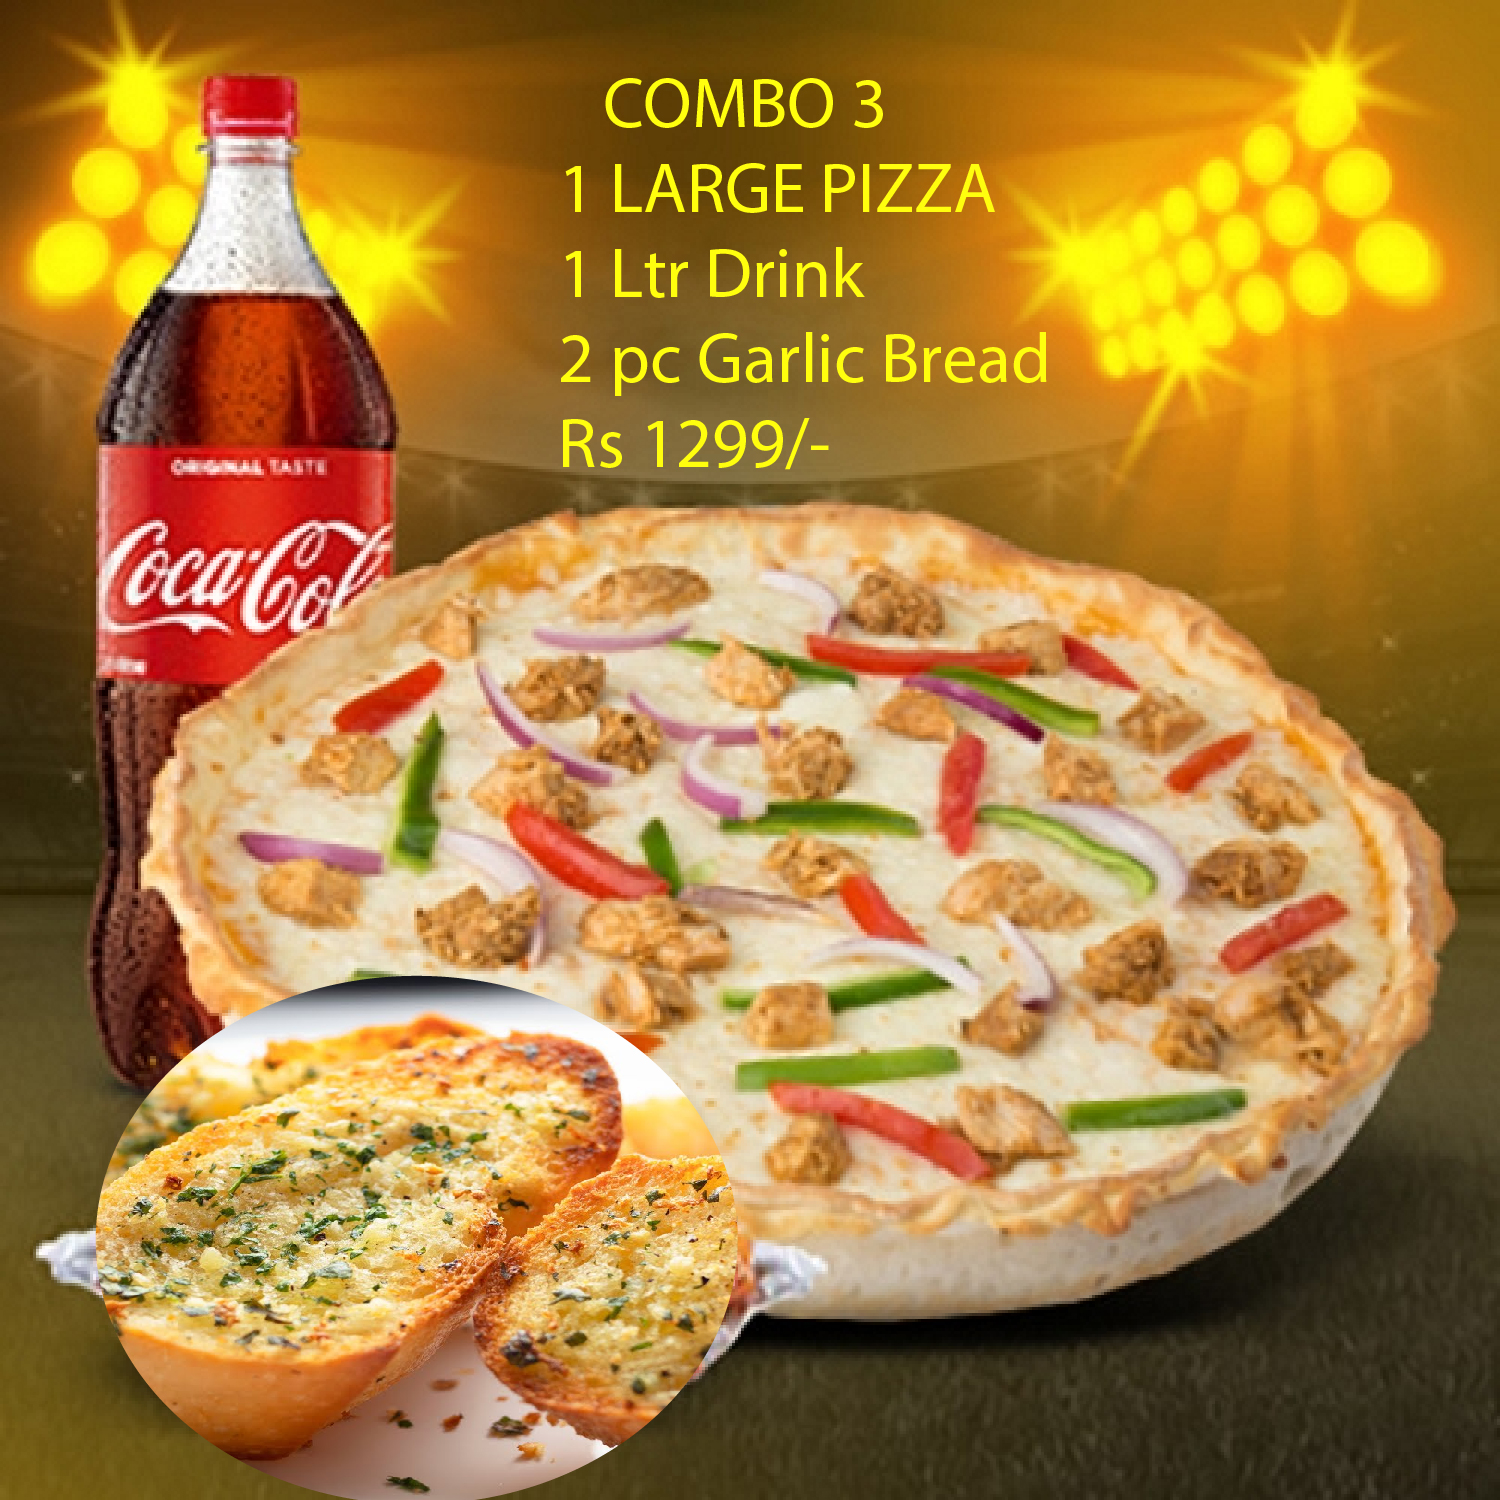 COMBO 3
1 LARGE PIZZA
1 Ltr Drink
2 pc Garlic Bread
Rs 1299/-
ORIGINAL TASTE
Coca-Col